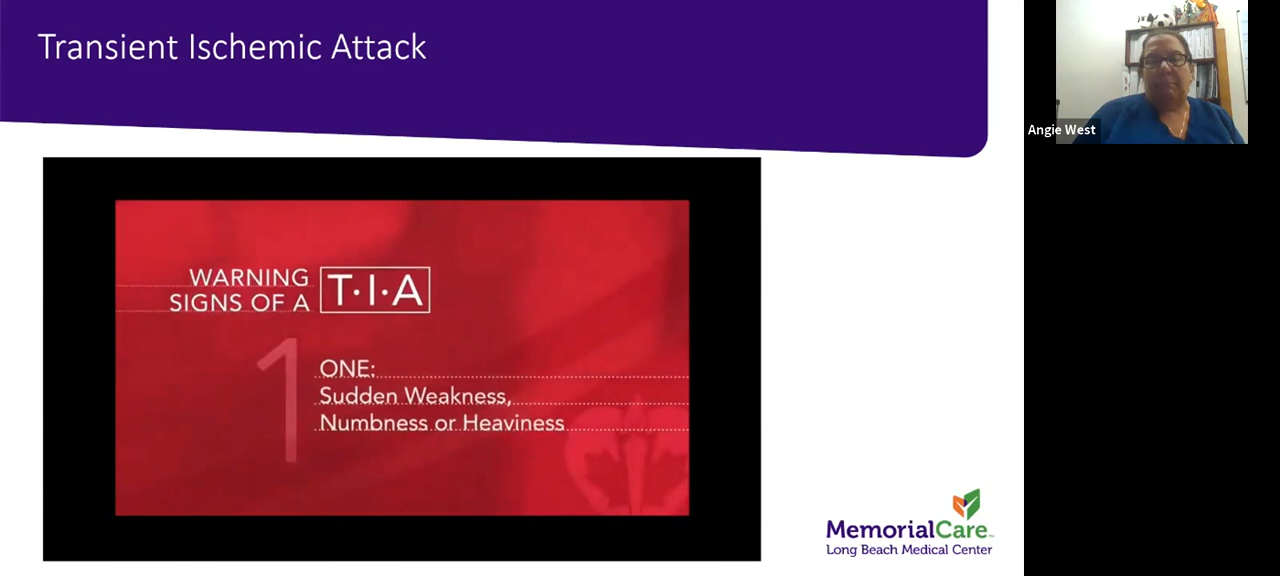 Transient Ischemic Attack
Angie West
WARNING
SIGNS OF A
T·I·A
1
ONE:
Sudden Weakness,
Numbness or Heaviness
MemorialCare
Long Beach Medical Center